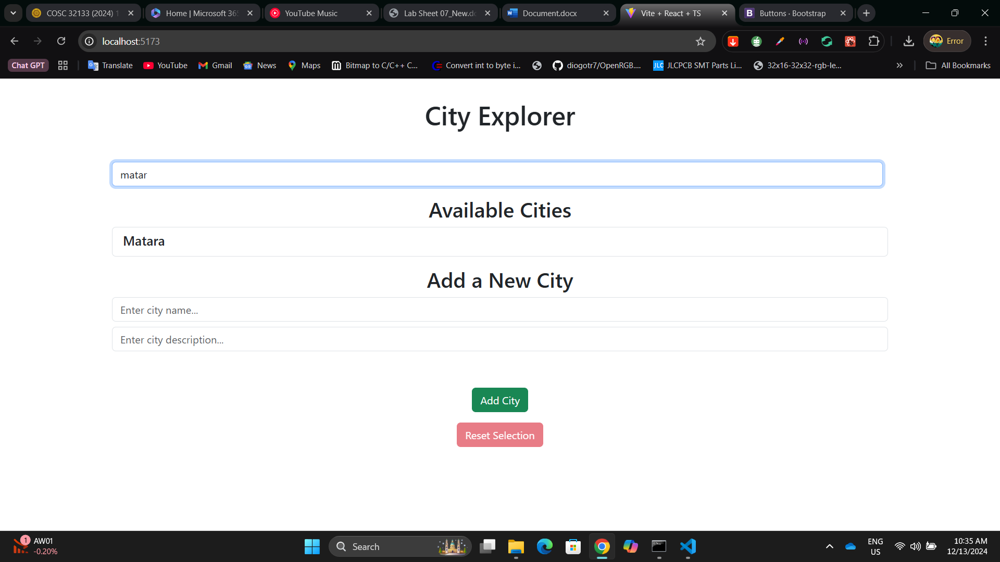 COSC 32133 (2024) 1
Home | Microsoft 365
YouTube Music
Lab Sheet 07_New.do
Document.docx
Vite + React + TS
Buttons · Bootstrap
localhost:5173
Error
Chat GPT
Translate
YouTube
Gmail
News
Maps
Bitmap to C/C++ C...
Convert int to byte i...
diogotr7/OpenRGB....
JLC JLCPCB SMT Parts Li...
32x16-32x32-rgb-le...
All Bookmarks
City Explorer
matar
Available Cities
Matara
Add a New City
Enter city name...
Enter city description...
Add City
Reset Selection
1
AW01
-0.20%
Search
ENG
US
10:35 AM
12/13/2024